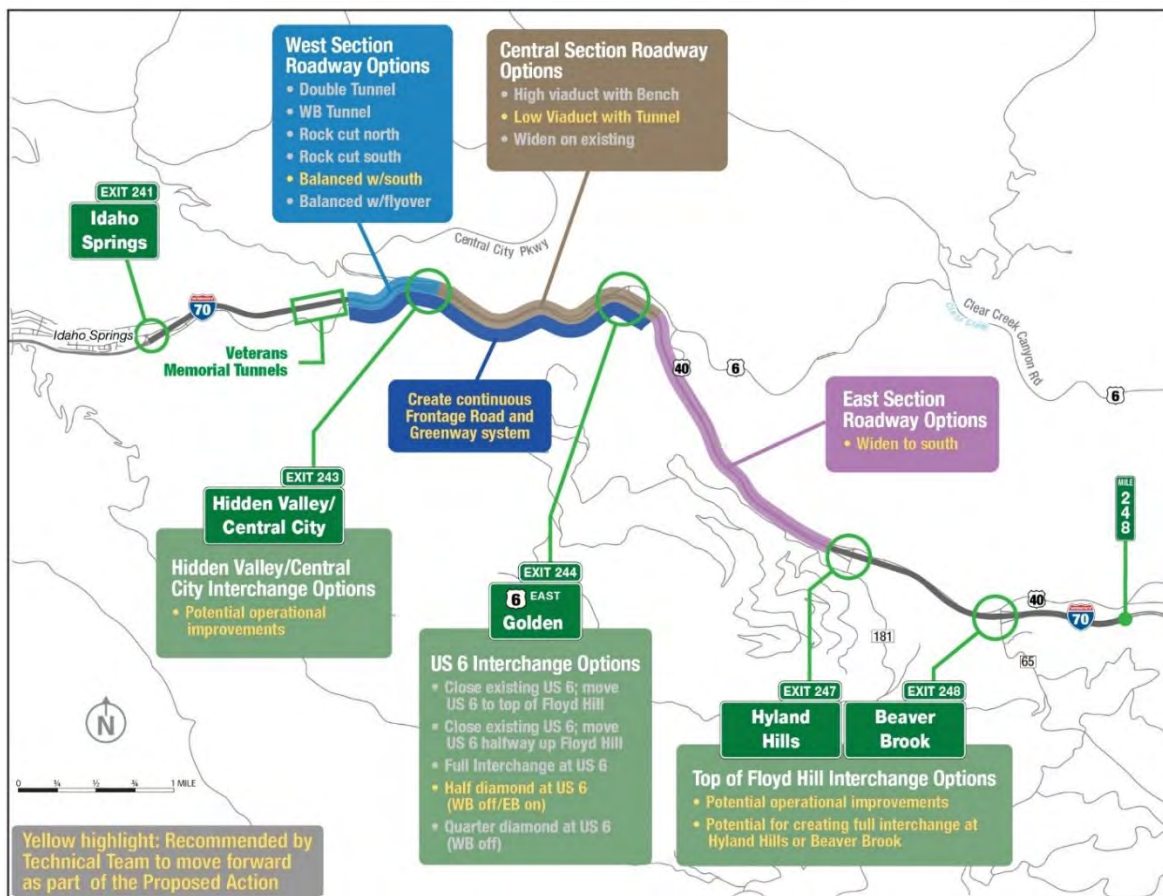 West Section
Roadway Options
• Double Tunnel
• WB Tunnel
• Rock cut north
• Rock cut south
• Balanced w/south
• Balanced w/flyover
Central Section Roadway
Options
• High viaduct with Bench
• Low Viaduct with Tunnel
• Widen on existing
EXIT 241
Idaho
Springs
Central City Pkwy
Clear Creek
Clear Creek Canyon Rd
70
Idaho Springs
Veterans
Memorial Tunnels
40
6
6
Create continuous
Frontage Road and
Greenway system
East Section
Roadway Options
• Widen to south
EXIT 243
Hidden Valley/
Central City
Hidden Valley/Central
City Interchange Options
• Potential operational
improvements
MILE
2
4
8
EXIT 244
6 EAST
Golden
US 6 Interchange Options
• Close existing US 6; move
US 6 to top of Floyd Hill
• Close existing US 6; move
US 6 halfway up Floyd Hill
• Full Interchange at US 6
• Half diamond at US 6
(WB off/EB on)
• Quarter diamond at US 6
(WB off)
40
70
181
65
EXIT 247
Hyland
Hills
EXIT 248
Beaver
Brook
Top of Floyd Hill Interchange Options
• Potential operational improvements
• Potential for creating full interchange at
Hyland Hills or Beaver Brook
N
0 ¼ ½ ¾ 1 MILE
Yellow highlight: Recommended by
Technical Team to move forward
as part of the Proposed Action